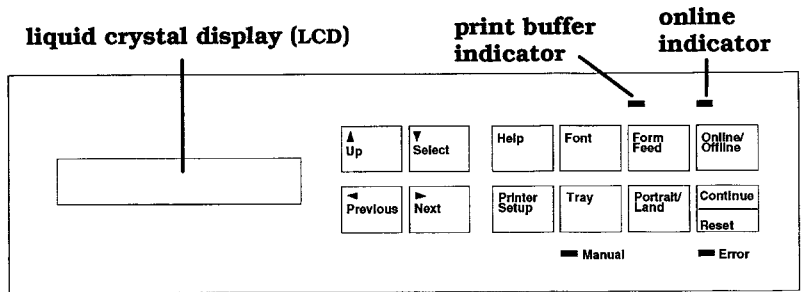 liquid crystal display (LCD)
print buffer
indicator
online
indicator
▲
Up
▼
Select
Help
Font
Form
Feed
Online/
Offline
◄
Previous
►
Next
Printer
Setup
Tray
Portrait/
Land
Continue
Reset
Manual
Error